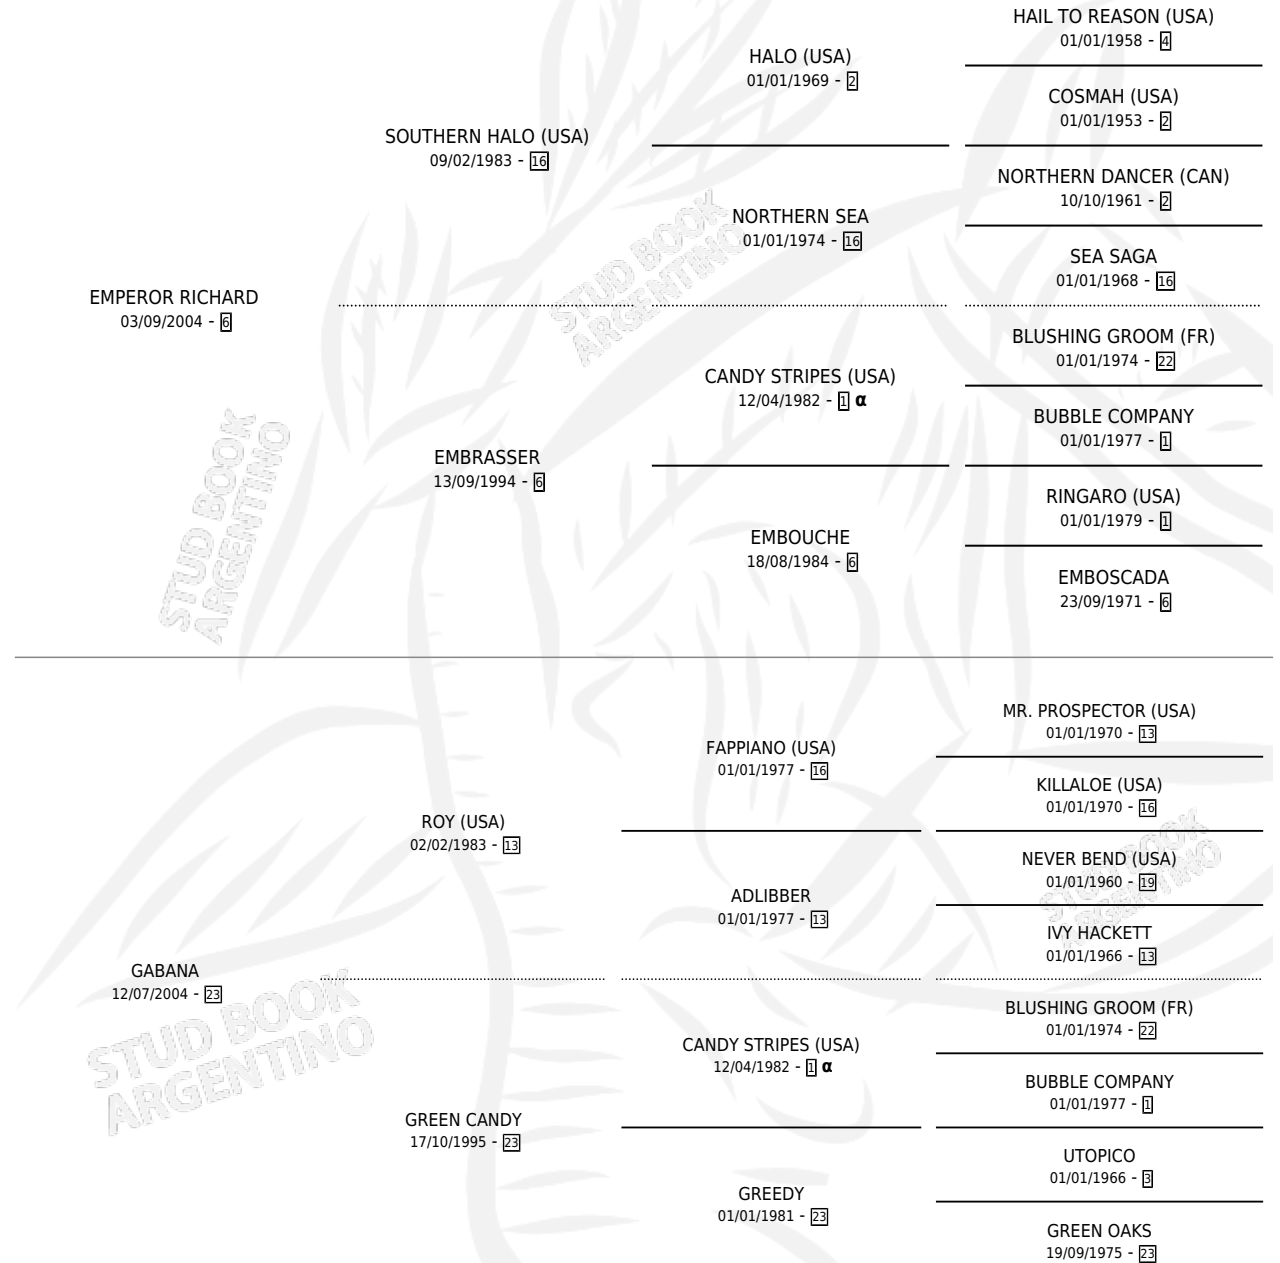 HAIL TO REASON (USA)
01/01/1958 - 4
HALO (USA)
01/01/1969 - 2
COSMAH (USA)
01/01/1953 - 2
SOUTHERN HALO (USA)
09/02/1983 - 16
NORTHERN DANCER (CAN)
10/10/1961 - 2
NORTHERN SEA
01/01/1974 - 16
SEA SAGA
01/01/1968 - 16
EMPEROR RICHARD
03/09/2004 - 6
BLUSHING GROOM (FR)
01/01/1974 - 22
CANDY STRIPES (USA)
12/04/1982 - 1 α
BUBBLE COMPANY
01/01/1977 - 1
EMBRASSER
13/09/1994 - 6
RINGARO (USA)
01/01/1979 - 1
EMBOUCHE
18/08/1984 - 6
EMBOSCADA
23/09/1971 - 6
MR. PROSPECTOR (USA)
01/01/1970 - 13
FAPPIANO (USA)
01/01/1977 - 16
KILLALOE (USA)
01/01/1970 - 16
ROY (USA)
02/02/1983 - 13
NEVER BEND (USA)
01/01/1960 - 19
ADLIBBER
01/01/1977 - 13
IVY HACKETT
01/01/1966 - 13
GABANA
12/07/2004 - 23
BLUSHING GROOM (FR)
01/01/1974 - 22
CANDY STRIPES (USA)
12/04/1982 - 1 α
BUBBLE COMPANY
01/01/1977 - 1
GREEN CANDY
17/10/1995 - 23
UTOPICO
01/01/1966 - 3
GREEDY
01/01/1981 - 23
GREEN OAKS
19/09/1975 - 23
STUD BOOK
ARGENTINO
STUD BOOK
ARGENTINO
STUD BOOK
ARGENTINO
STUD BOOK
ARGENTINO